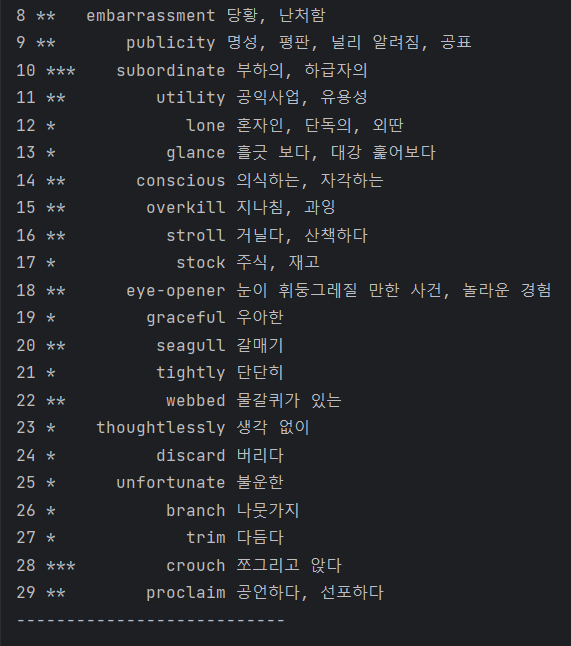 8 ** embarrassment 당황, 난처함
9 ** publicity 명성, 평판, 널리 알려짐, 공표
10 *** subordinate 부하의, 하급자의
11 ** utility 공익사업, 유용성
12 * lone 혼자인, 단독의, 외딴
13 * glance 흘긋 보다, 대강 훑어보다
14 ** conscious 의식하는, 자각하는
15 ** overkill 지나침, 과잉
16 ** stroll 거닐다, 산책하다
17 * stock 주식, 재고
18 ** eye-opener 눈이 휘둥그레질 만한 사건, 놀라운 경험
19 * graceful 우아한
20 ** seagull 갈매기
21 * tightly 단단히
22 ** webbed 물갈퀴가 있는
23 * thoughtlessly 생각 없이
24 * discard 버리다
25 * unfortunate 불운한
26 * branch 나뭇가지
27 * trim 다듬다
28 *** crouch 쪼그리고 앉다
29 ** proclaim 공언하다, 선포하다
---------------------------